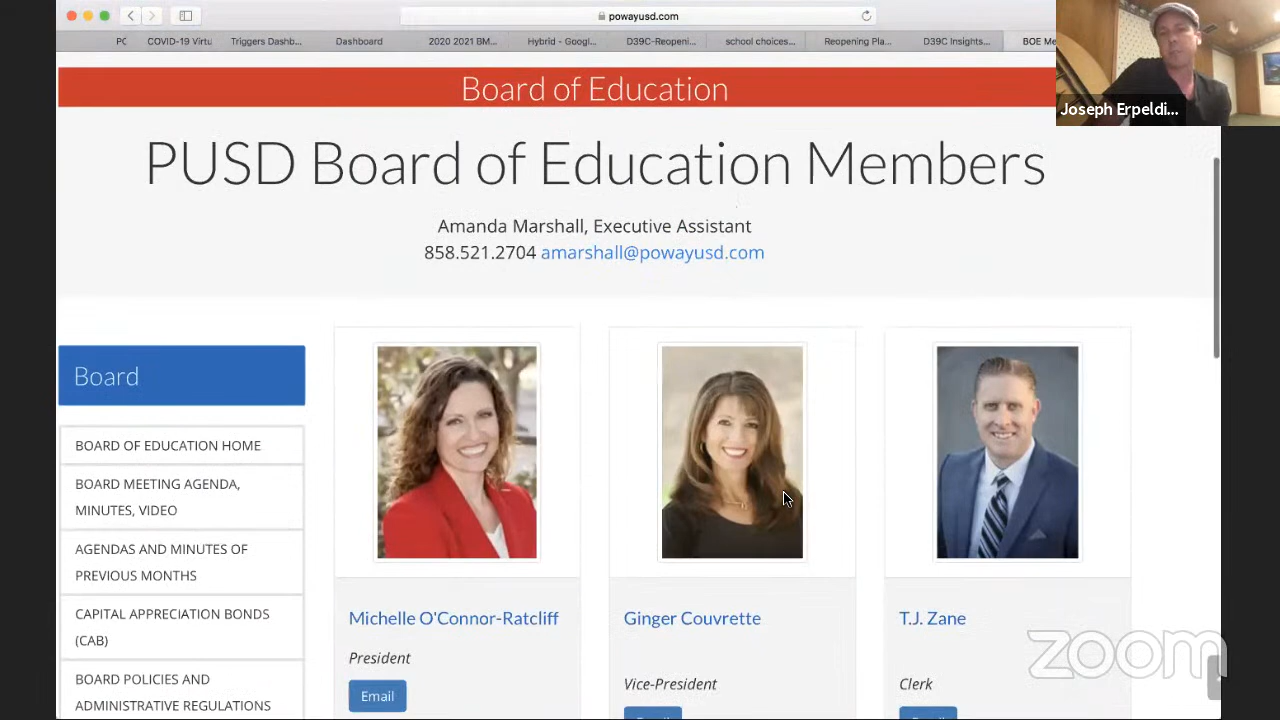 powayusd.com
PC
COVID-19 Virtu
Triggers Dashb...
Dashboard
2020 2021 BM...
Hybrid - Googl...
D39C-Reopeni...
school choices...
Reopening Pla...
D39C Insights...
BOE Me
Joseph Erpeldi...
Board of Education
PUSD Board of Education Members
Amanda Marshall, Executive Assistant
858.521.2704 amarshall@powayusd.com
Board
BOARD OF EDUCATION HOME
BOARD MEETING AGENDA,
MINUTES, VIDEO
AGENDAS AND MINUTES OF
PREVIOUS MONTHS
CAPITAL APPRECIATION BONDS
(CAB)
BOARD POLICIES AND
ADMINISTRATIVE REGULATIONS
Michelle O'Connor-Ratcliff
President
Email
Ginger Couvrette
Vice-President
T.J. Zane
Clerk
zoom